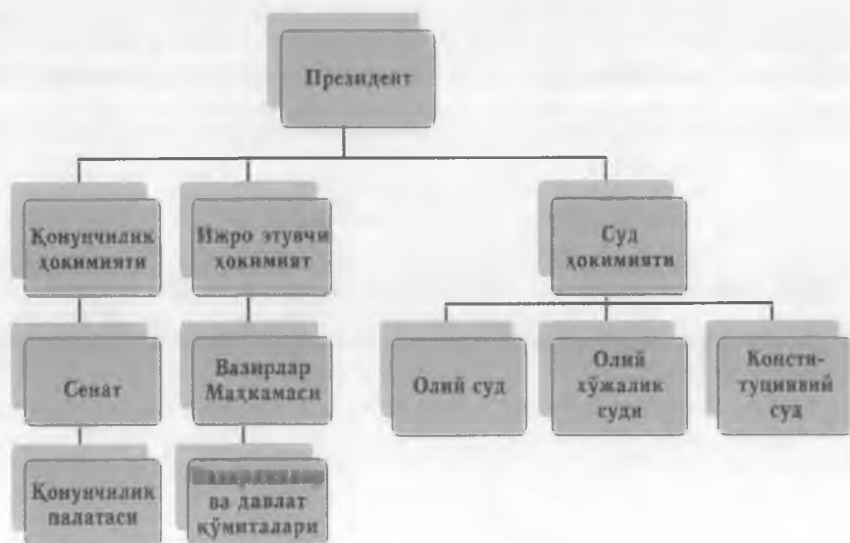 Президент
Қонунчилик
ҳокимияти
Ижро этувчи
ҳокимият
Суд
ҳокимияти
Сенат
Вазирлар
Маҳкамаси
Олий суд
Олий
хўжалик
суди
Консти-
туциявий
суд
Қонунчилик
палатаси
ва давлат
қўмиталари